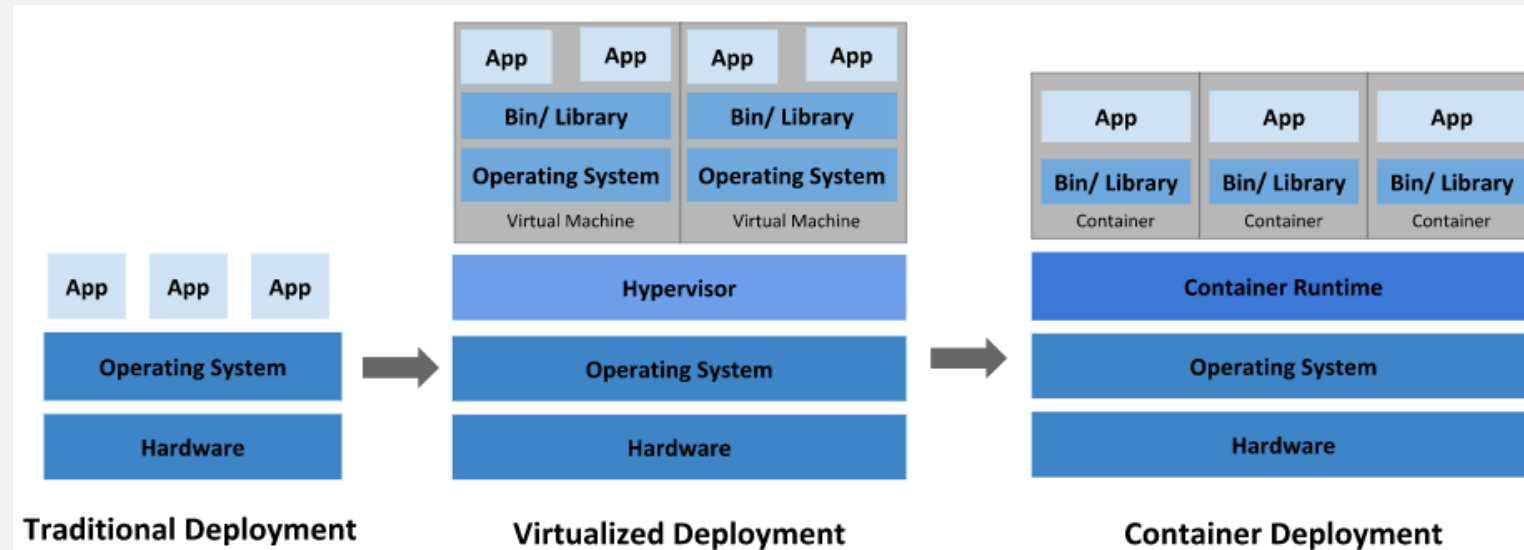 App App App
Operating System
Hardware
Traditional Deployment
App App App App
Bin/ Library Bin/ Library
Operating System Operating System
Virtual Machine Virtual Machine
Hypervisor
Operating System
Hardware
Virtualized Deployment
App App App
Bin/ Library Bin/ Library Bin/ Library
Container Container Container
Container Runtime
Operating System
Hardware
Container Deployment